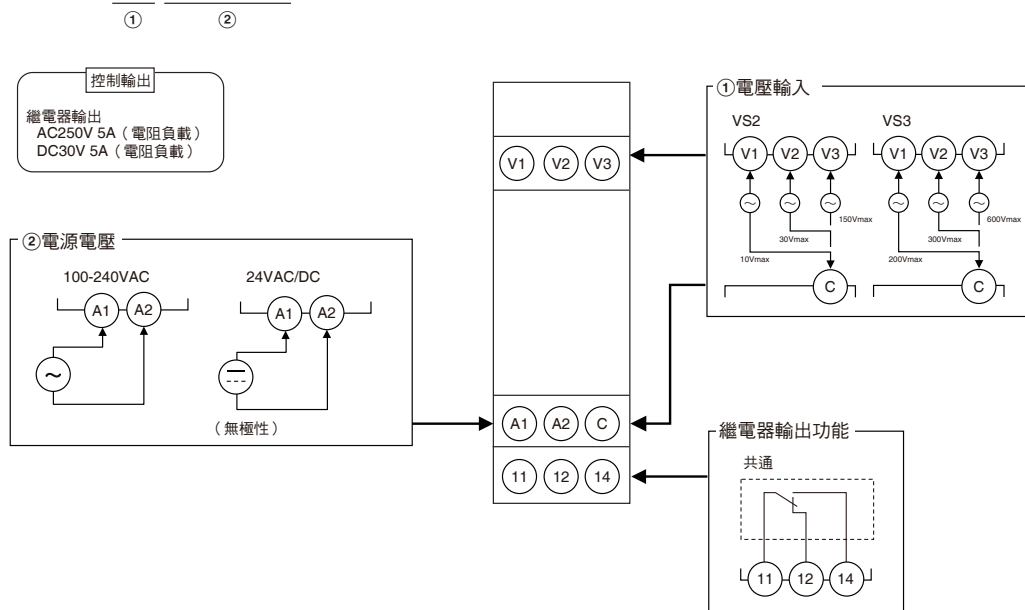 ① ②
控制輸出
繼電器輸出
AC250V 5A（電阻負載）
DC30V 5A（電阻負載）
②電源電壓
100-240VAC 24VAC/DC
A1 A2 A1 A2
～
（無極性）
V1 V2 V3
A1 A2 C
11 12 14
①電壓輸入
VS2 VS3
V1 V2 V3 V1 V2 V3
～ ～ ～ ～ ～ ～
150Vmax 600Vmax
30Vmax 300Vmax
10Vmax 200Vmax
C C
繼電器輸出功能
共通
11 12 14